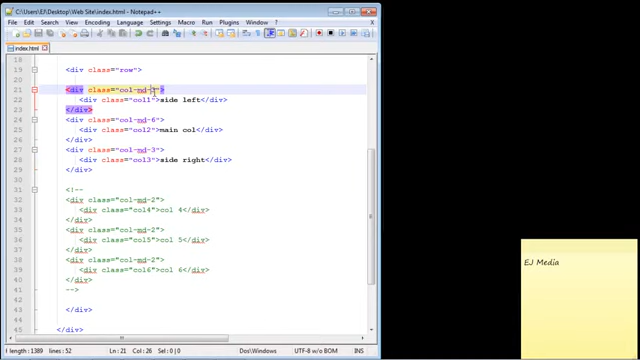 C:\Users\EJ\Desktop\Web Site\index.html - Notepad++
File Edit Search View Encoding Language Settings Macro Run Plugins Window ?
index.html
18
19 <div class="row">
20
21 <div class="col-md-3">
22 <div class="col1">side left</div>
23 </div>
24 <div class="col-md-6">
25 <div class="col2">main col</div>
26 </div>
27 <div class="col-md-3">
28 <div class="col3">side right</div>
29 </div>
30
31 <!--
32 <div class="col-md-2">
33 <div class="col4">col 4</div>
34 </div>
35 <div class="col-md-2">
36 <div class="col5">col 5</div>
37 </div>
38 <div class="col-md-2">
39 <div class="col6">col 6</div>
40 </div>
41 -->
42
43 </div>
44
45 </div>
length : 1389 lines : 52 Ln : 21 Col : 26 Sel : 0 | 0 Dos\Windows UTF-8 w/o BOM INS
EJ Media